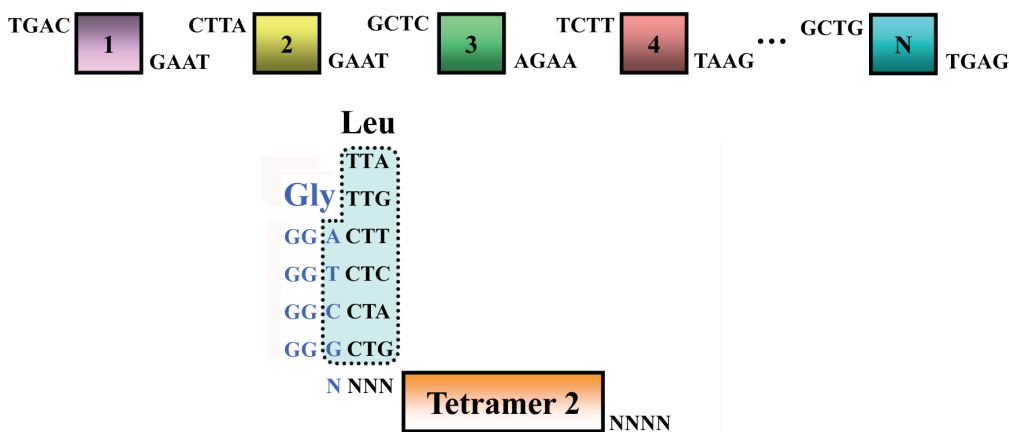 TGAC 1 GAAT CTTA 2 GAAT GCTC 3 AGAA TCTT 4 TAAG ... GCTG N TGAG
Leu
TTA
Gly TTG
GG A CTT
GG T CTC
GG C CTA
GG G CTG
N NNN Tetramer 2 NNNN